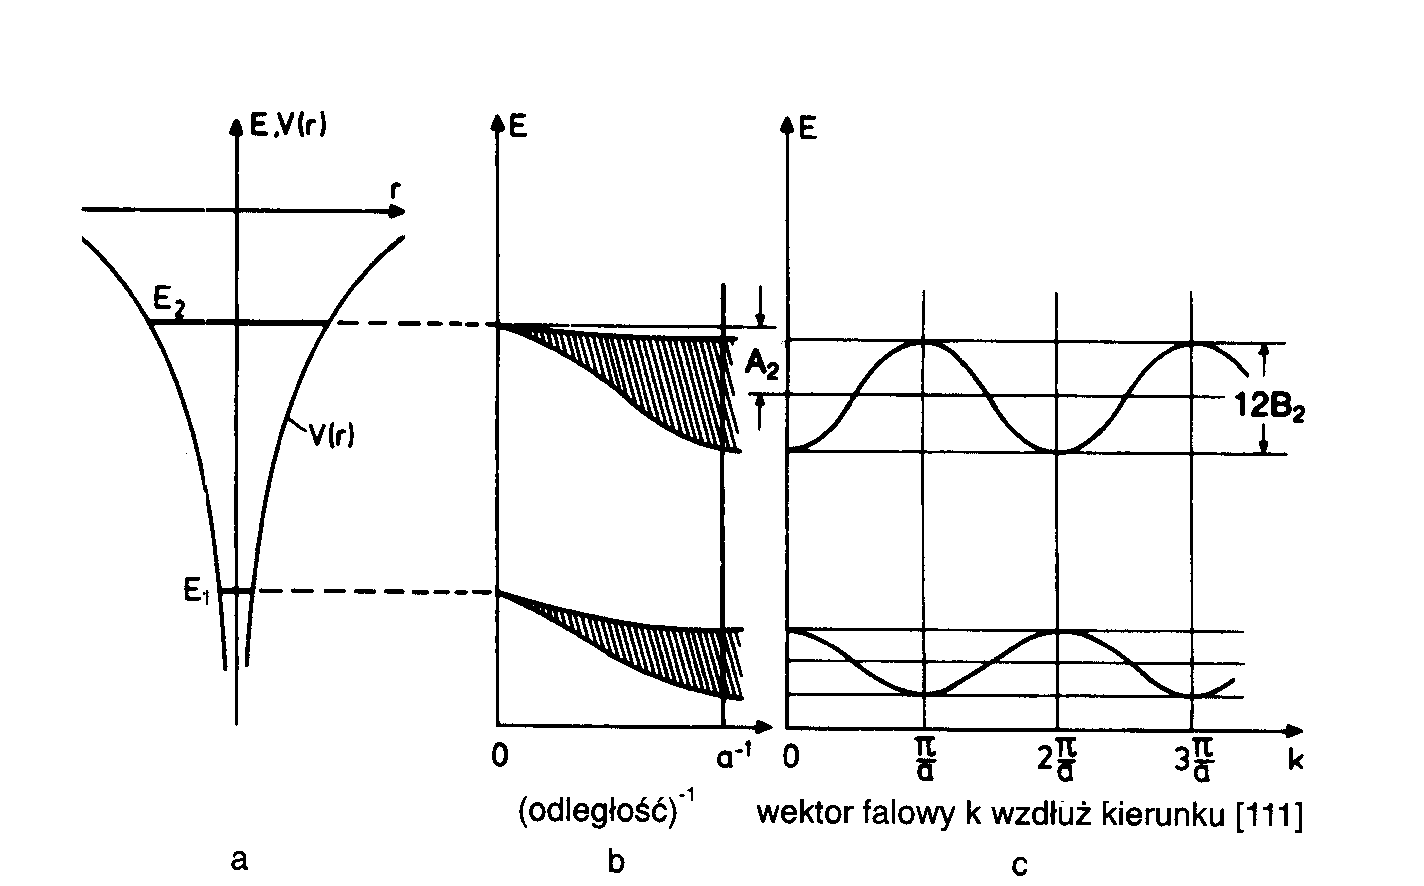 E,V(r)
r
E₂
V(r)
E₁
E
A₂
0
a⁻¹
(odległość)⁻¹
E
12B₂
0
π/a
2π/a
3π/a
k
wektor falowy k wzdłuż kierunku [111]
a
b
c